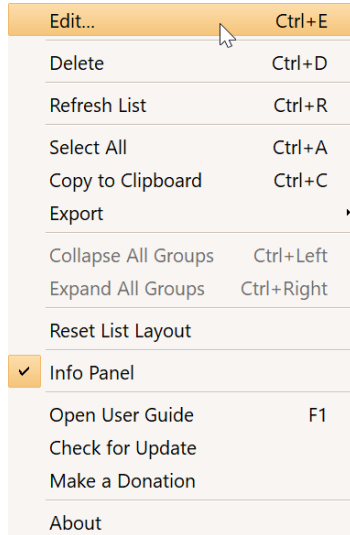 Edit... Ctrl+E
Delete Ctrl+D
Refresh List Ctrl+R
Select All Ctrl+A
Copy to Clipboard Ctrl+C
Export
Collapse All Groups Ctrl+Left
Expand All Groups Ctrl+Right
Reset List Layout
Info Panel
Open User Guide F1
Check for Update
Make a Donation
About